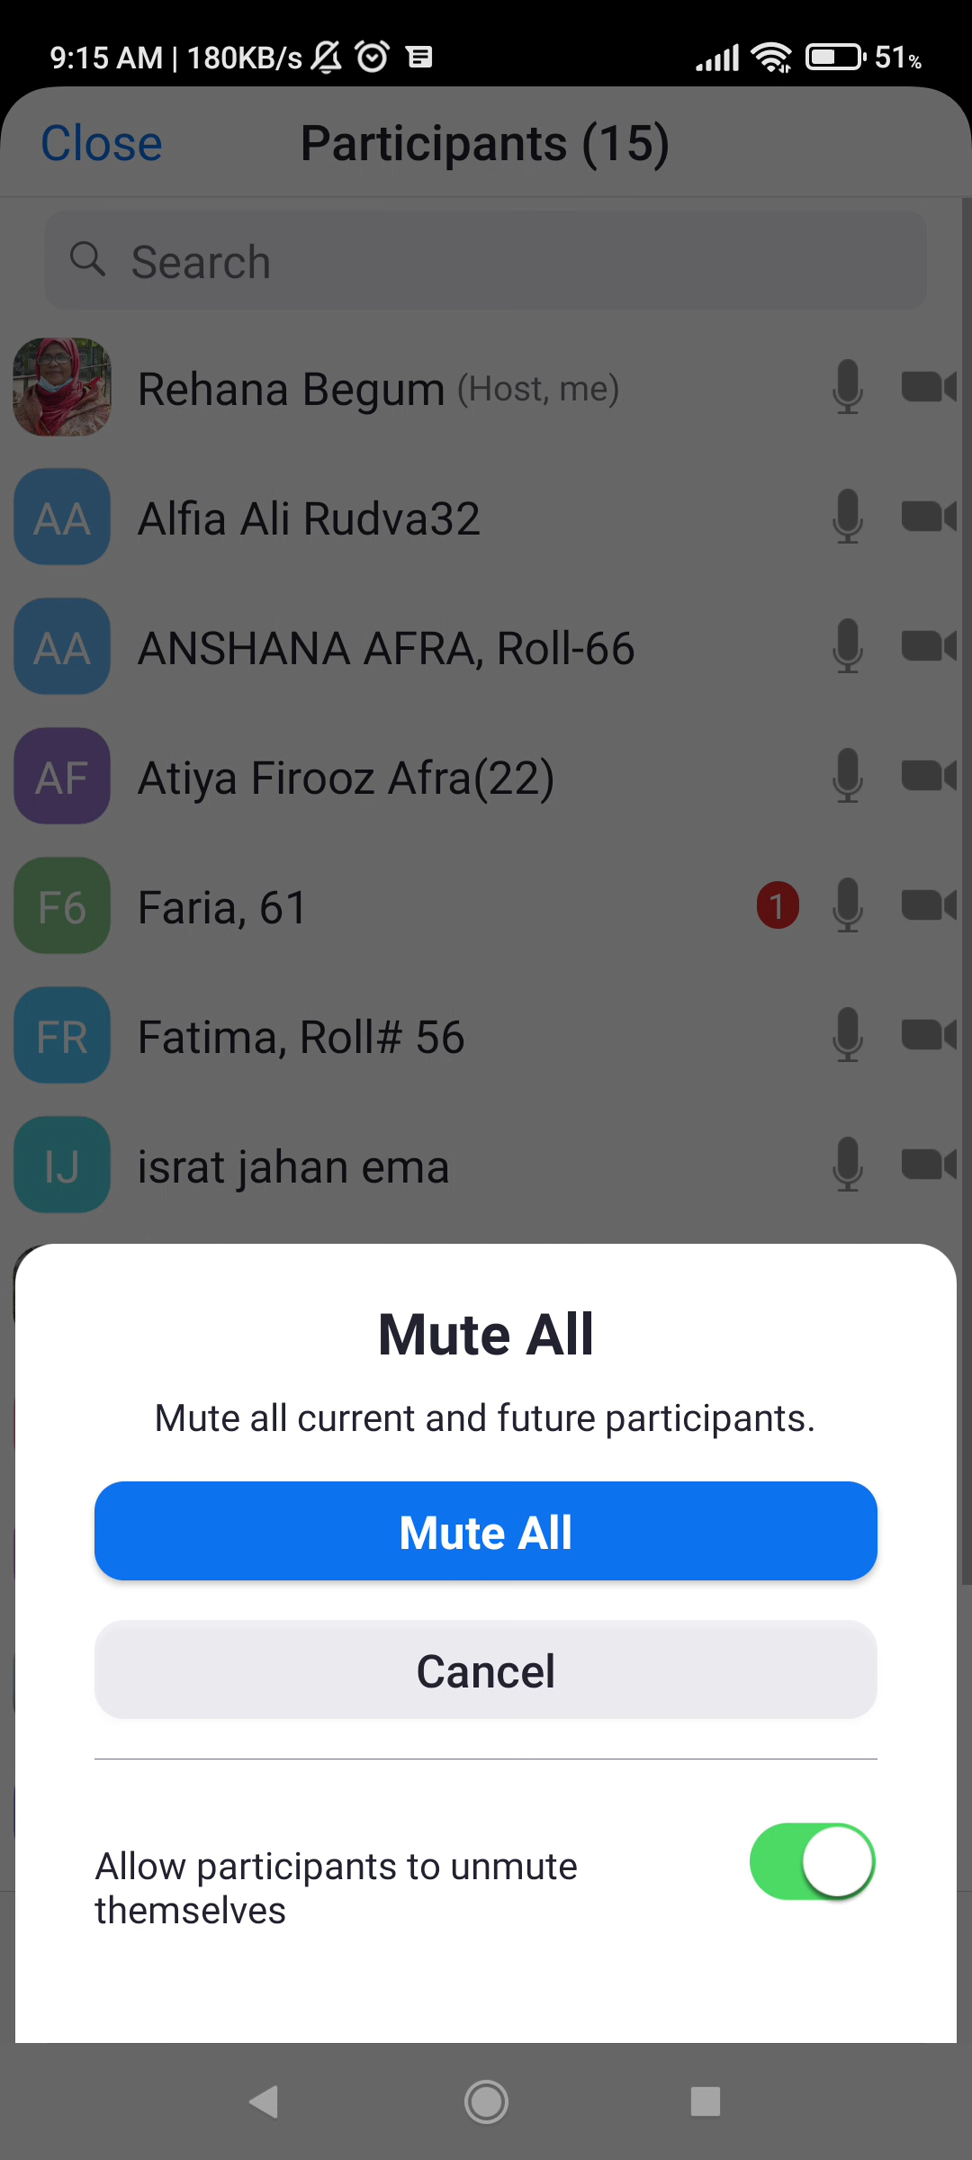 9:15 AM | 180KB/s 51%
Close Participants (15)
Search
Rehana Begum (Host, me)
AA Alfia Ali Rudva32
AA ANSHANA AFRA, Roll-66
AF Atiya Firooz Afra(22)
F6 Faria, 61 1
FR Fatima, Roll# 56
IJ israt jahan ema
Mute All
Mute all current and future participants.
Mute All
Cancel
Allow participants to unmute
themselves